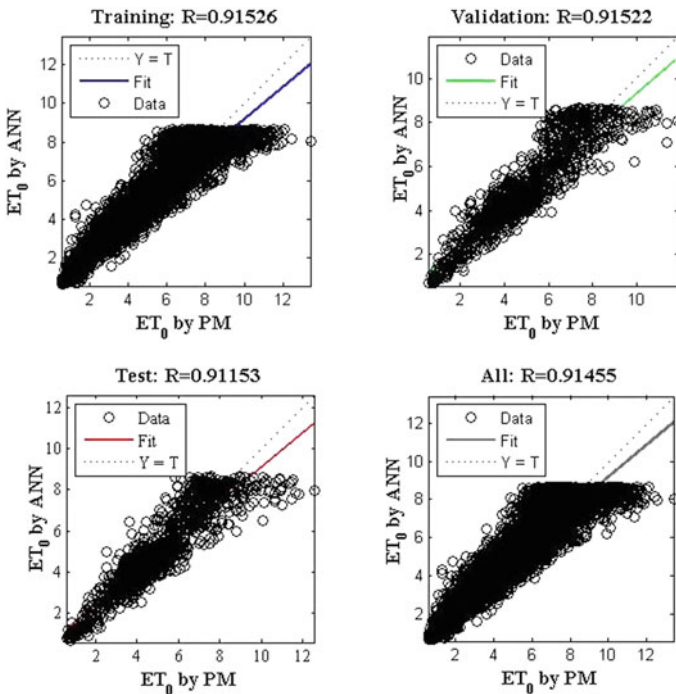 Training: R=0.91526
Y = T
Fit
Data
12
10
8
6
4
2
2 4 6 8 10 12
ET0 by ANN
ET0 by PM
Validation: R=0.91522
Data
Fit
Y = T
12
10
8
6
4
2
2 4 6 8 10
ET0 by ANN
ET0 by PM
Test: R=0.91153
Data
Fit
Y = T
12
10
8
6
4
2
2 4 6 8 10 12
ET0 by ANN
ET0 by PM
All: R=0.91455
Data
Fit
Y = T
12
10
8
6
4
2
2 4 6 8 10 12
ET0 by ANN
ET0 by PM